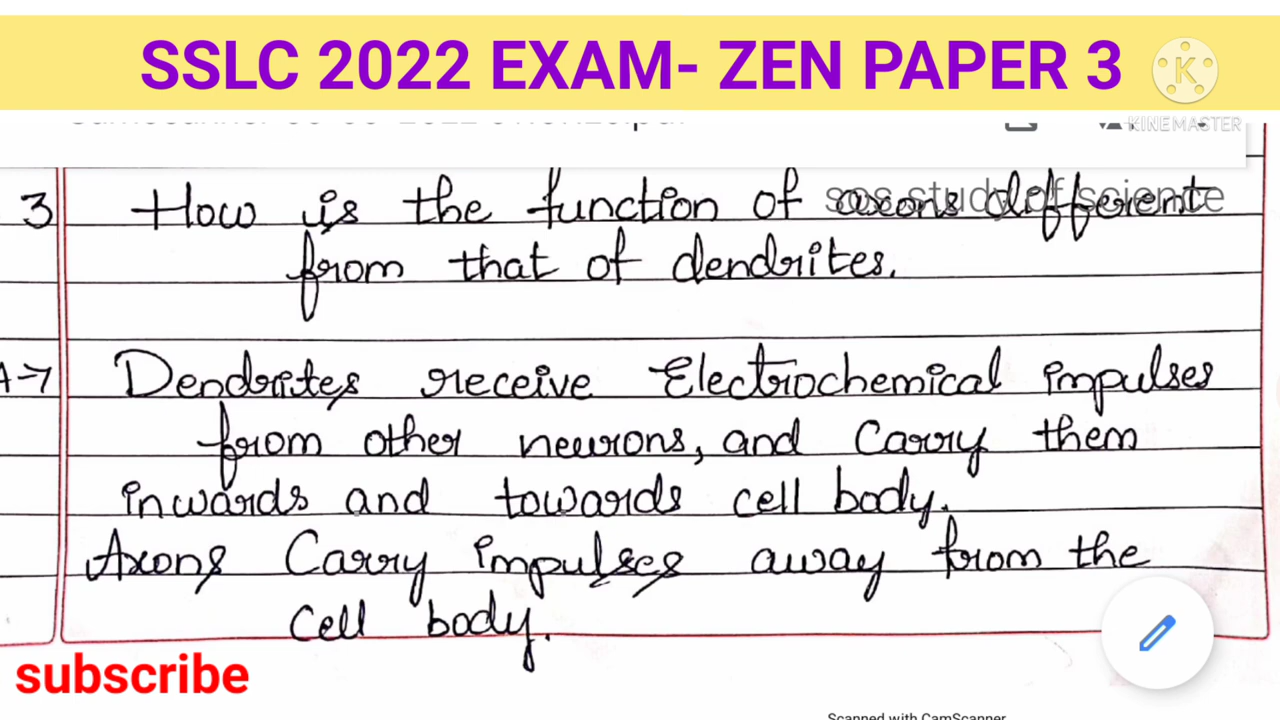 SSLC 2022 EXAM- ZEN PAPER 3
K
KINEMASTER
sos study of science
3 How is the function of axons different
from that of dendrites.
A→ Dendrites receive Electrochemical impulses
from other neurons, and Carry them
inwards and towards cell body.
Axons Carry impulses away from the
Cell body.
subscribe
Scanned with CamScanner